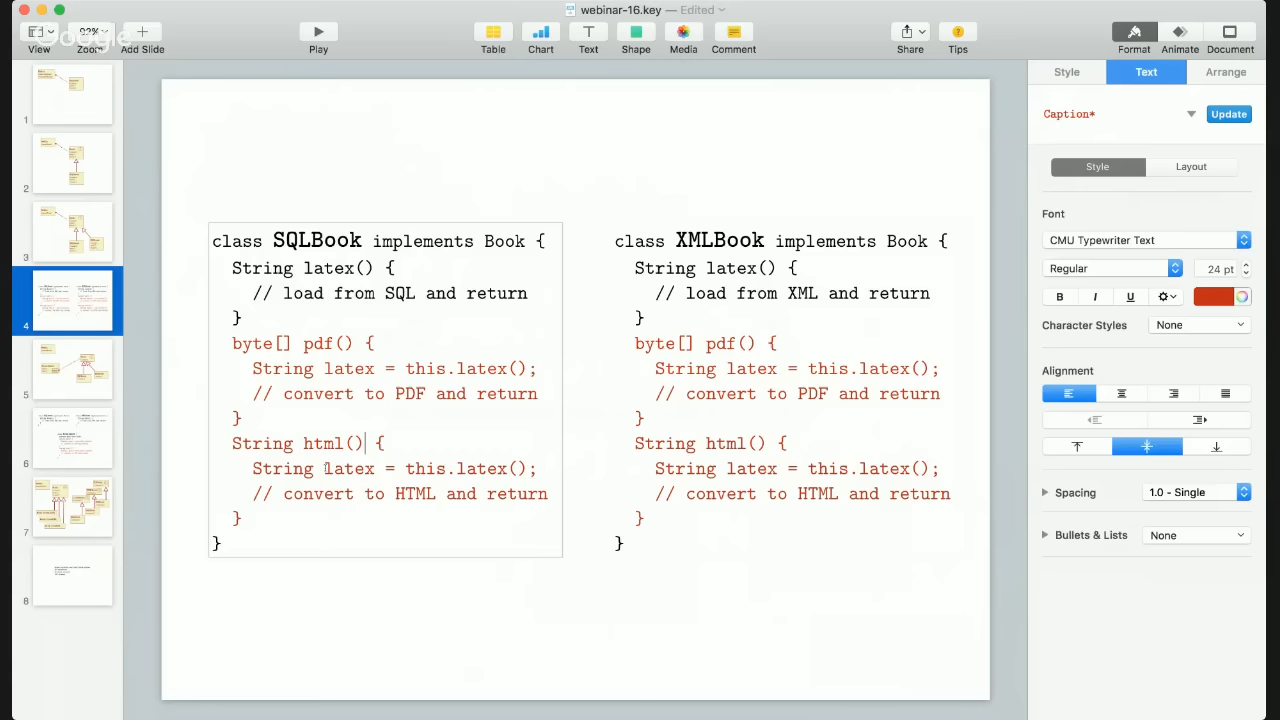 webinar-16.key — Edited
Google
View
92%
Zoom
Add Slide
Play
Table
Chart
Text
Shape
Media
Comment
Share
Tips
Format
Animate
Document
Style
Text
Arrange
Caption*
Update
Style
Layout
Font
CMU Typewriter Text
Regular
24 pt
B
I
U
Character Styles
None
Alignment
Spacing
1.0 - Single
Bullets & Lists
None
1
2
3
4
5
6
7
8
class SQLBook implements Book {
String latex() {
// load from SQL and return
}
byte[] pdf() {
String latex = this.latex();
// convert to PDF and return
}
String html() {
String latex = this.latex();
// convert to HTML and return
}
}
class XMLBook implements Book {
String latex() {
// load from XML and return
}
byte[] pdf() {
String latex = this.latex();
// convert to PDF and return
}
String html() {
String latex = this.latex();
// convert to HTML and return
}
}